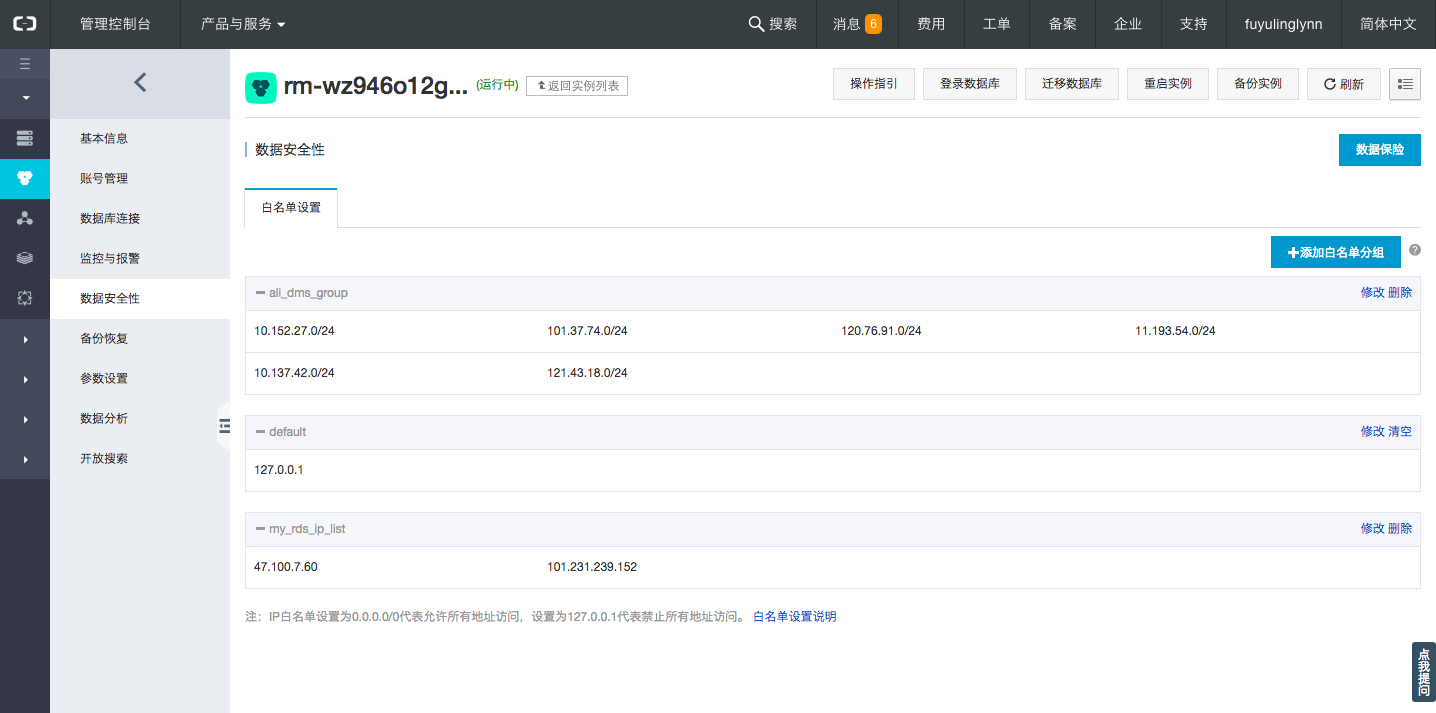 管理控制台 产品与服务 搜索 消息 6 费用 工单 备案 企业 支持 fuyulinglynn 简体中文
rm-wz946o12g... (运行中) 返回实例列表 操作指引 登录数据库 迁移数据库 重启实例 备份实例 刷新
基本信息
账号管理
数据库连接
监控与报警
数据安全性
备份恢复
参数设置
数据分析
开放搜索
数据安全性 数据保险
白名单设置
添加白名单分组 ?
ali_dms_group 修改 删除
10.152.27.0/24 101.37.74.0/24 120.76.91.0/24 11.193.54.0/24
10.137.42.0/24 121.43.18.0/24
default 修改 清空
127.0.0.1
my_rds_ip_list 修改 删除
47.100.7.60 101.231.239.152
注：IP白名单设置为0.0.0.0/0代表允许所有地址访问，设置为127.0.0.1代表禁止所有地址访问。 白名单设置说明
点我提问